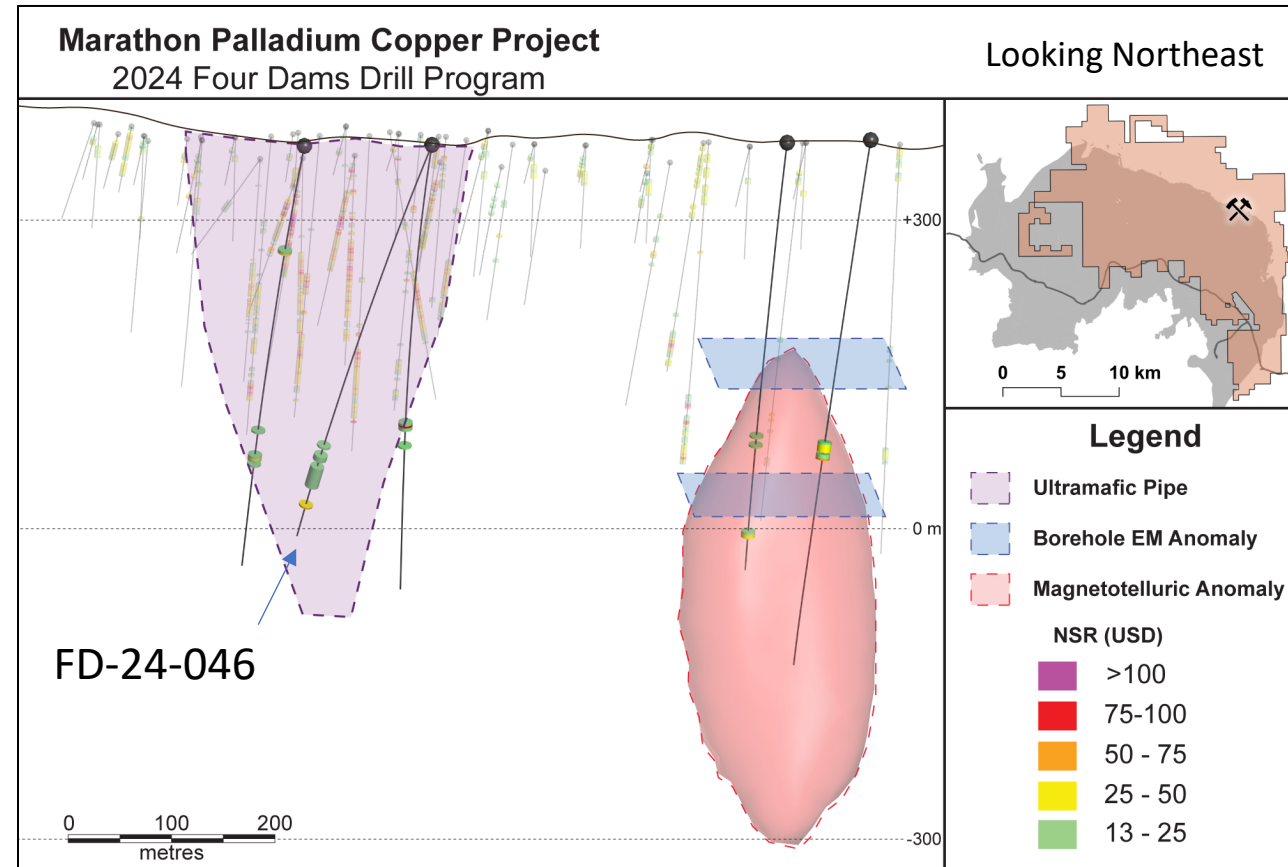 Marathon Palladium Copper Project
2024 Four Dams Drill Program
Looking Northeast
+300
0 m
-300
FD-24-046
0 100 200
metres
0 5 10 km
Legend
Ultramafic Pipe
Borehole EM Anomaly
Magnetotelluric Anomaly
NSR (USD)
>100
75-100
50 - 75
25 - 50
13 - 25